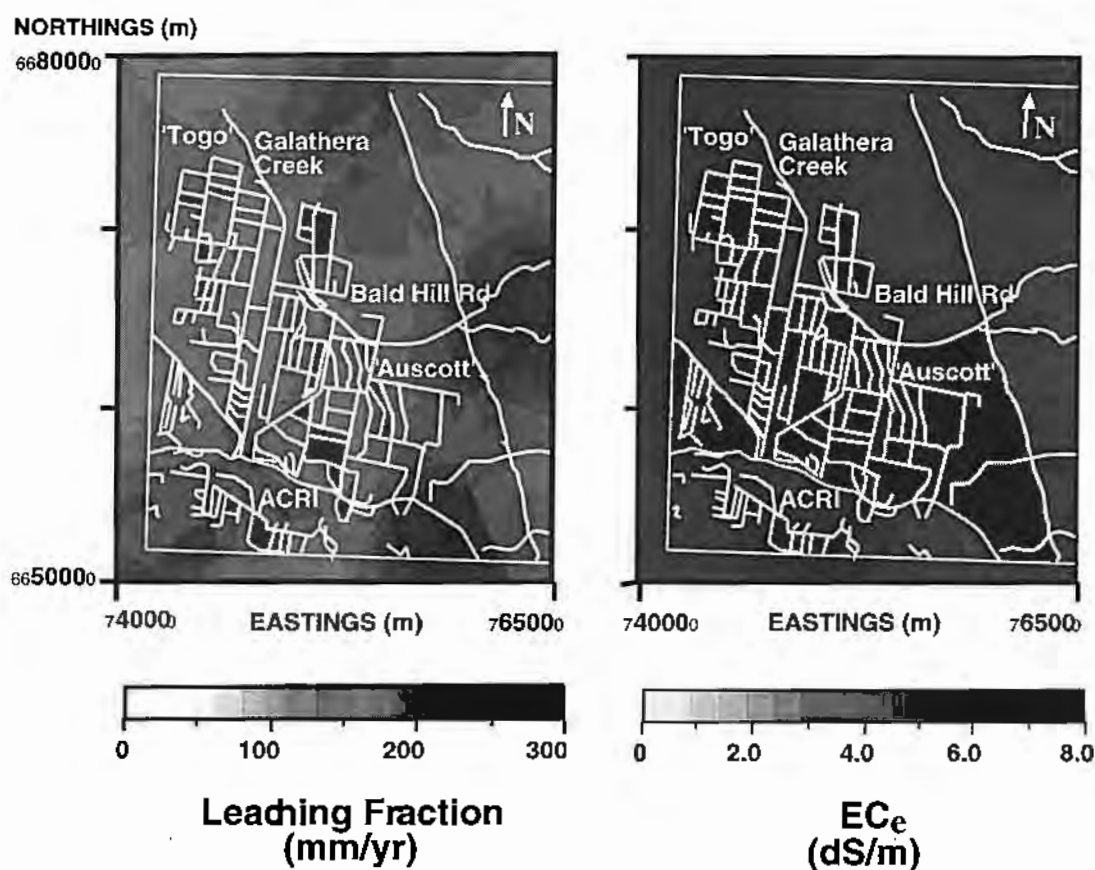 NORTHINGS (m)
6680000
'Togo'
Galathera
Creek
N
Bald Hill Rd
'Auscott'
ACRI
6650000
740000
EASTINGS (m)
765000
0
100
200
300
Leaching Fraction
(mm/yr)
'Togo'
Galathera
Creek
N
Bald Hill Rd
'Auscott'
ACRI
740000
EASTINGS (m)
765000
0
2.0
4.0
6.0
8.0
ECe
(dS/m)